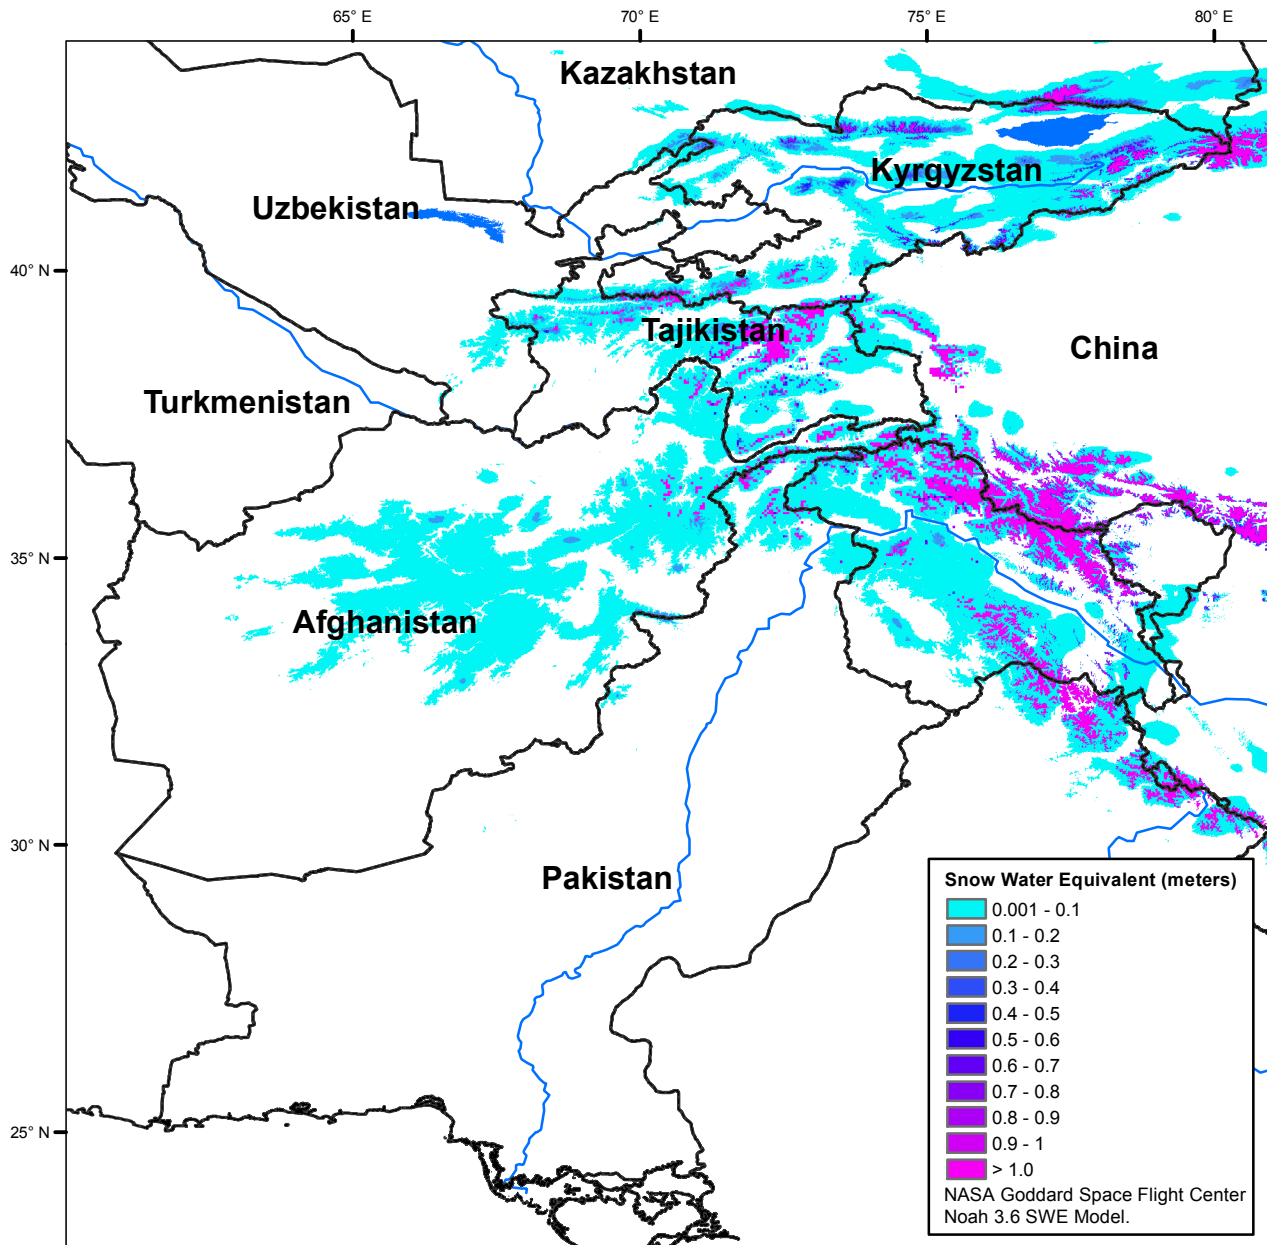 65° E
70° E
75° E
80° E
Kazakhstan
Kyrgyzstan
Uzbekistan
40° N
Tajikistan
China
Turkmenistan
35° N
Afghanistan
30° N
Pakistan
25° N
Snow Water Equivalent (meters)
0.001 - 0.1
0.1 - 0.2
0.2 - 0.3
0.3 - 0.4
0.4 - 0.5
0.5 - 0.6
0.6 - 0.7
0.7 - 0.8
0.8 - 0.9
0.9 - 1
> 1.0
NASA Goddard Space Flight Center
Noah 3.6 SWE Model.